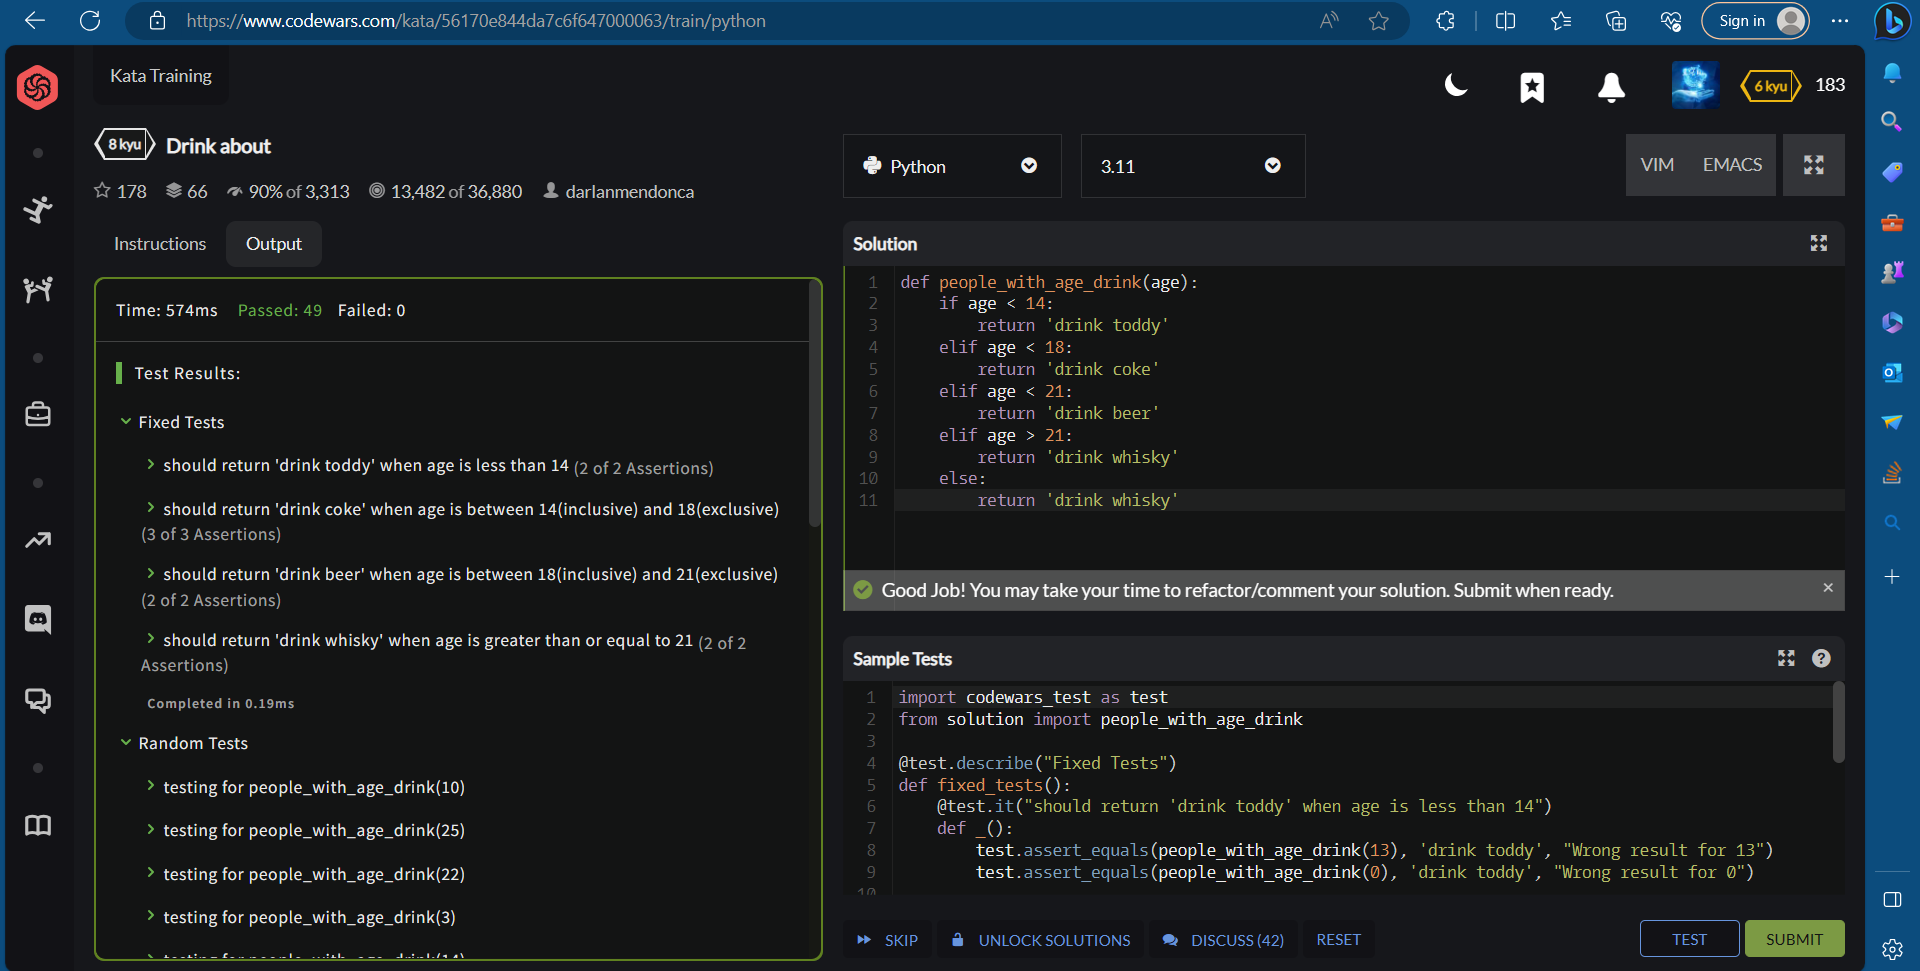 https://www.codewars.com/kata/56170e844da7c6f647000063/train/python
Sign in
Kata Training
6 kyu
183
8 kyu
Drink about
178
66
90% of 3,313
13,482 of 36,880
darlanmendonca
Instructions
Output
Time: 574ms Passed: 49 Failed: 0
Test Results:
Fixed Tests
should return 'drink toddy' when age is less than 14 (2 of 2 Assertions)
should return 'drink coke' when age is between 14(inclusive) and 18(exclusive)
(3 of 3 Assertions)
should return 'drink beer' when age is between 18(inclusive) and 21(exclusive)
(2 of 2 Assertions)
should return 'drink whisky' when age is greater than or equal to 21 (2 of 2
Assertions)
Completed in 0.19ms
Random Tests
testing for people_with_age_drink(10)
testing for people_with_age_drink(25)
testing for people_with_age_drink(22)
testing for people_with_age_drink(3)
Python
3.11
VIM
EMACS
Solution
1 def people_with_age_drink(age):
2 if age < 14:
3 return 'drink toddy'
4 elif age < 18:
5 return 'drink coke'
6 elif age < 21:
7 return 'drink beer'
8 elif age > 21:
9 return 'drink whisky'
10 else:
11 return 'drink whisky'
Good Job! You may take your time to refactor/comment your solution. Submit when ready.
Sample Tests
1 import codewars_test as test
2 from solution import people_with_age_drink
3
4 @test.describe("Fixed Tests")
5 def fixed_tests():
6 @test.it("should return 'drink toddy' when age is less than 14")
7 def _():
8 test.assert_equals(people_with_age_drink(13), 'drink toddy', "Wrong result for 13")
9 test.assert_equals(people_with_age_drink(0), 'drink toddy', "Wrong result for 0")
10
SKIP
UNLOCK SOLUTIONS
DISCUSS (42)
RESET
TEST
SUBMIT